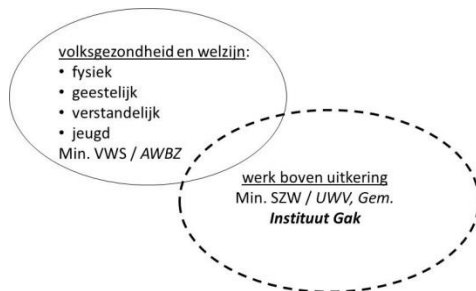 volksgezondheid en welzijn:
• fysiek
• geestelijk
• verstandelijk
• jeugd
Min. VWS / AWBZ
werk boven uitkering
Min. SZW / UWV, Gem.
Instituut Gak